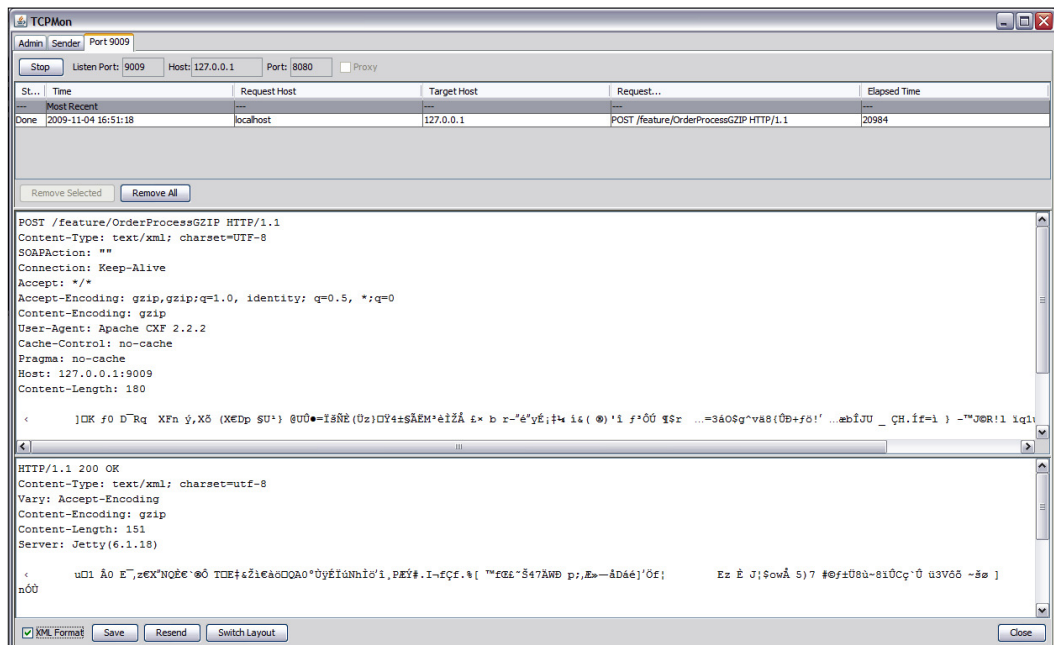 TCPMon
Admin Sender Port 9009
Stop Listen Port: 9009 Host: 127.0.0.1 Port: 8080 Proxy
St... Time Request Host Target Host Request... Elapsed Time
--- Most Recent --- --- --- ---
Done 2009-11-04 16:51:18 localhost 127.0.0.1 POST /feature/OrderProcessGZIP HTTP/1.1 20984
Remove Selected Remove All
POST /feature/OrderProcessGZIP HTTP/1.1
Content-Type: text/xml; charset=UTF-8
SOAPAction: ""
Connection: Keep-Alive
Accept: */*
Accept-Encoding: gzip,gzip;q=1.0, identity; q=0.5, *;q=0
Content-Encoding: gzip
User-Agent: Apache CXF 2.2.2
Cache-Control: no-cache
Pragma: no-cache
Host: 127.0.0.1:9009
Content-Length: 180
HTTP/1.1 200 OK
Content-Type: text/xml; charset=utf-8
Vary: Accept-Encoding
Content-Encoding: gzip
Content-Length: 151
Server: Jetty(6.1.18)
nÓÙ
XML Format Save Resend Switch Layout Close